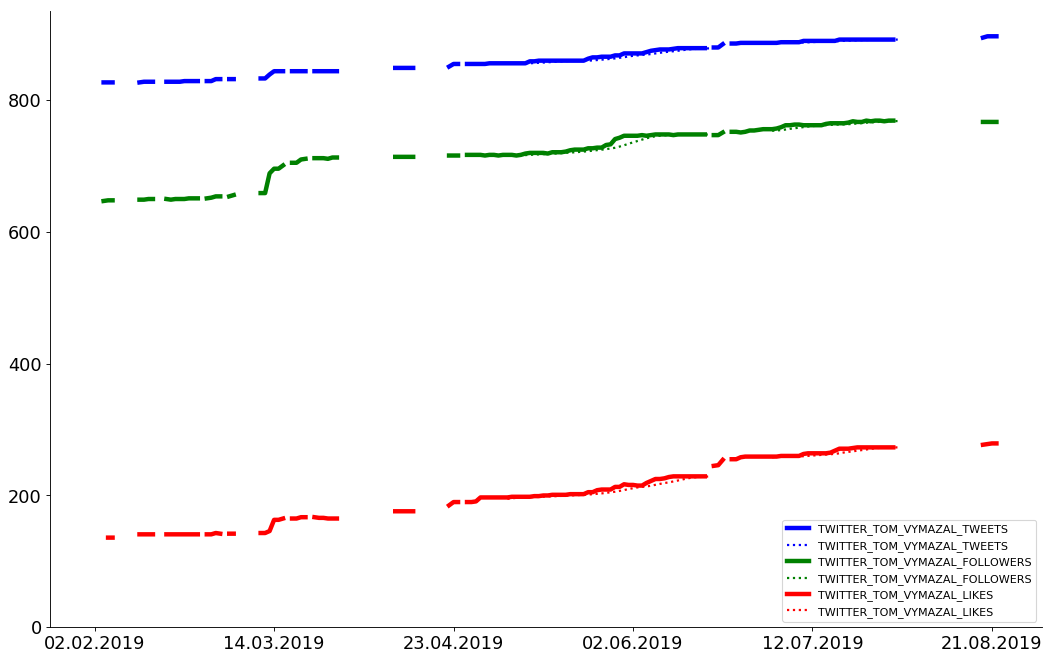 800
600
400
200
0
02.02.2019 14.03.2019 23.04.2019 02.06.2019 12.07.2019 21.08.2019
TWITTER_TOM_VYMAZAL_TWEETS
TWITTER_TOM_VYMAZAL_TWEETS
TWITTER_TOM_VYMAZAL_FOLLOWERS
TWITTER_TOM_VYMAZAL_FOLLOWERS
TWITTER_TOM_VYMAZAL_LIKES
TWITTER_TOM_VYMAZAL_LIKES